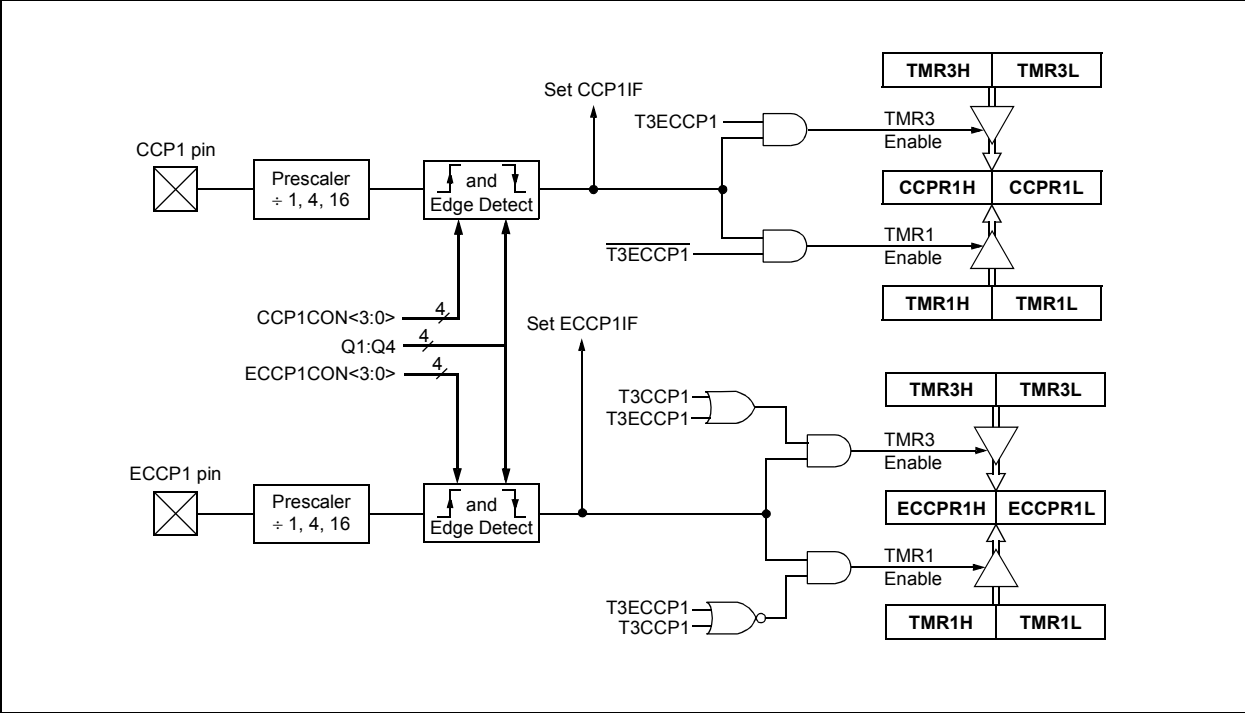 TMR3H TMR3L
Set CCP1IF
T3ECCP1
TMR3
Enable
CCP1 pin
Prescaler
÷ 1, 4, 16
and
Edge Detect
CCPR1H CCPR1L
T3ECCP1
TMR1
Enable
TMR1H TMR1L
CCP1CON<3:0> 4
Q1:Q4 4
ECCP1CON<3:0> 4
Set ECCP1IF
TMR3H TMR3L
T3CCP1
T3ECCP1
TMR3
Enable
ECCP1 pin
Prescaler
÷ 1, 4, 16
and
Edge Detect
ECCPR1H ECCPR1L
TMR1
Enable
T3ECCP1
T3CCP1
TMR1H TMR1L